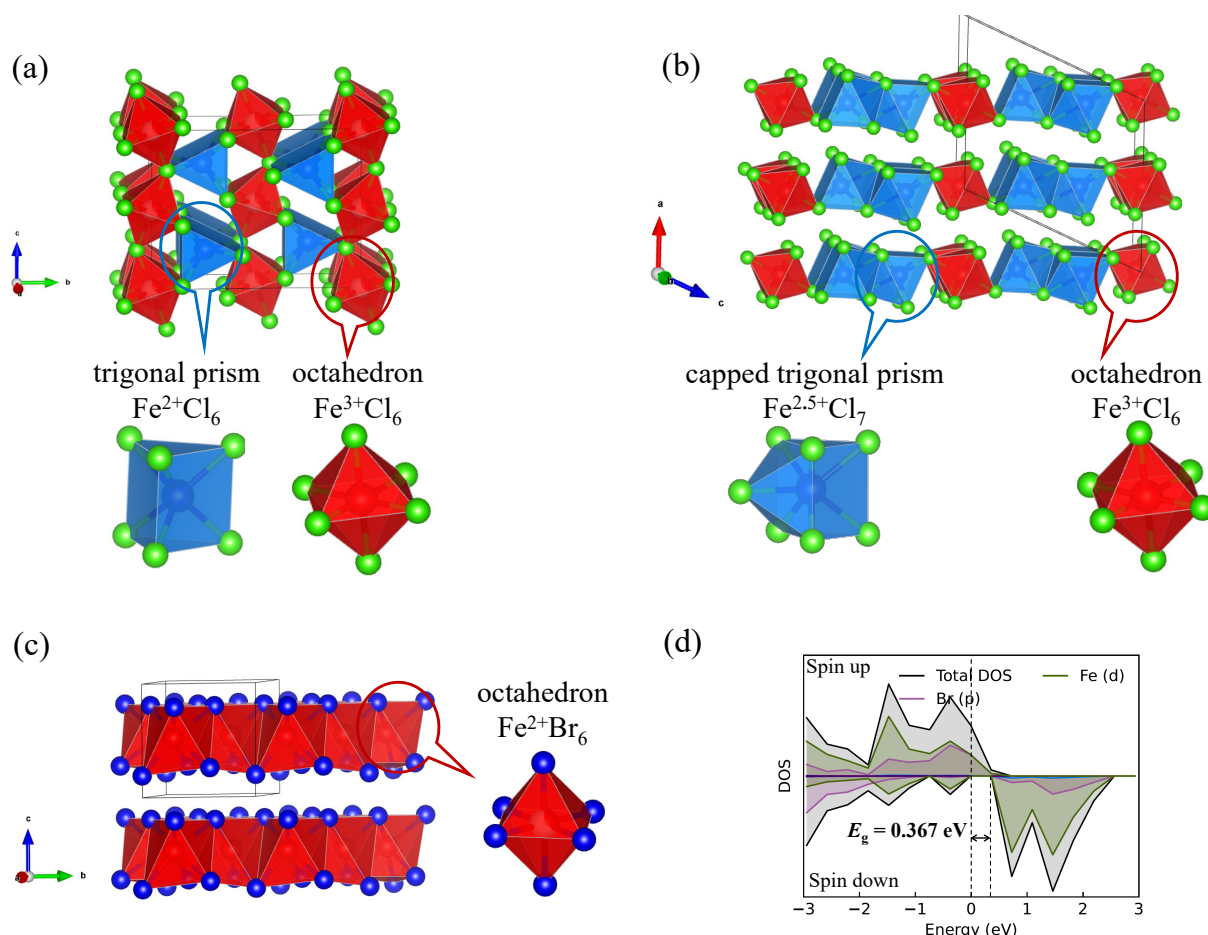 (a)
c
b
a
trigonal prism
Fe²⁺Cl₆
octahedron
Fe³⁺Cl₆
(b)
a
b
c
capped trigonal prism
Fe²·⁵⁺Cl₇
octahedron
Fe³⁺Cl₆
(c)
c
b
a
octahedron
Fe²⁺Br₆
(d)
Spin up
Total DOS
Fe (d)
Br (p)
DOS
E_g = 0.367 eV
Spin down
−3 −2 −1 0 1 2 3
Energy (eV)